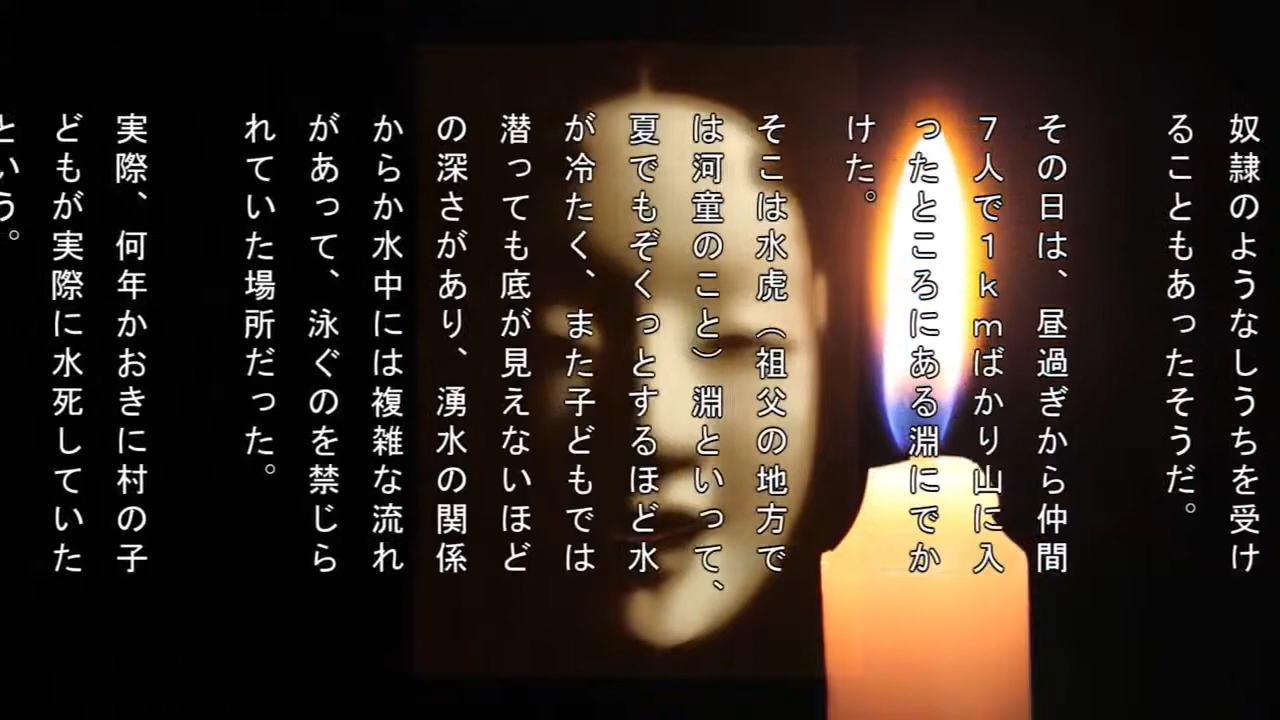 奴隷のようなしうちを受け
ることもあったそうだ。
その日は、昼過ぎから仲間
７人で１ｋｍばかり山に入
ったところにある淵にでか
けた。
そこは水虎（祖父の地方で
は河童のこと）淵といって、
夏でもぞくっとするほど水
が冷たく、また子どもでは
潜っても底が見えないほど
の深さがあり、湧水の関係
からか水中には複雑な流れ
があって、泳ぐのを禁じら
れていた場所だった。
実際、何年かおきに村の子
どもが実際に水死していた
という。